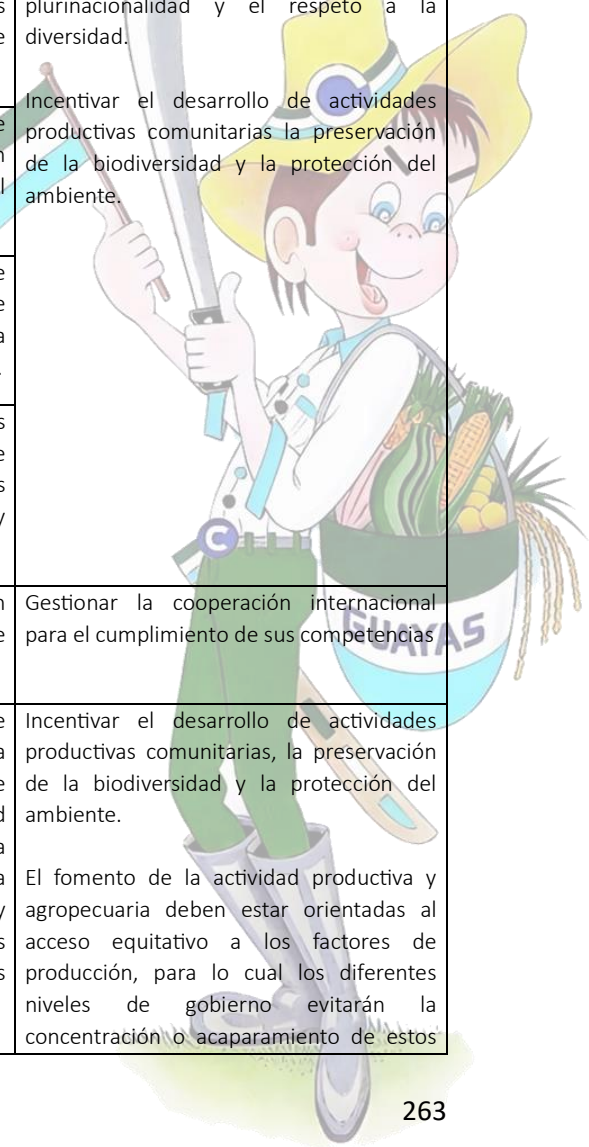 plurinacionalidad y el respeto a la
diversidad.
Incentivar el desarrollo de actividades
productivas comunitarias la preservación
de la biodiversidad y la protección del
ambiente.
C
GUAYAS
Gestionar la cooperación internacional
para el cumplimiento de sus competencias
Incentivar el desarrollo de actividades
productivas comunitarias, la preservación
de la biodiversidad y la protección del
ambiente.
El fomento de la actividad productiva y
agropecuaria deben estar orientadas al
acceso equitativo a los factores de
producción, para lo cual los diferentes
niveles de gobierno evitarán la
concentración o acaparamiento de estos
263